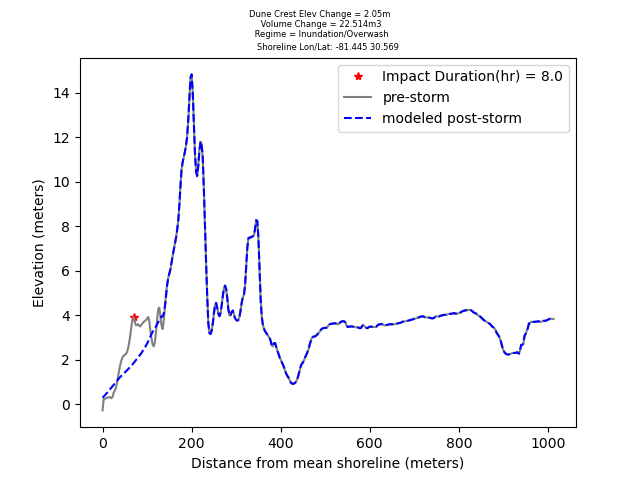 Dune Crest Elev Change = 2.05m
Volume Change = 22.514m3
Regime = Inundation/Overwash
Shoreline Lon/Lat: -81.445 30.569
Impact Duration(hr) = 8.0
pre-storm
modeled post-storm
14
12
10
8
6
4
2
0
Elevation (meters)
0 200 400 600 800 1000
Distance from mean shoreline (meters)